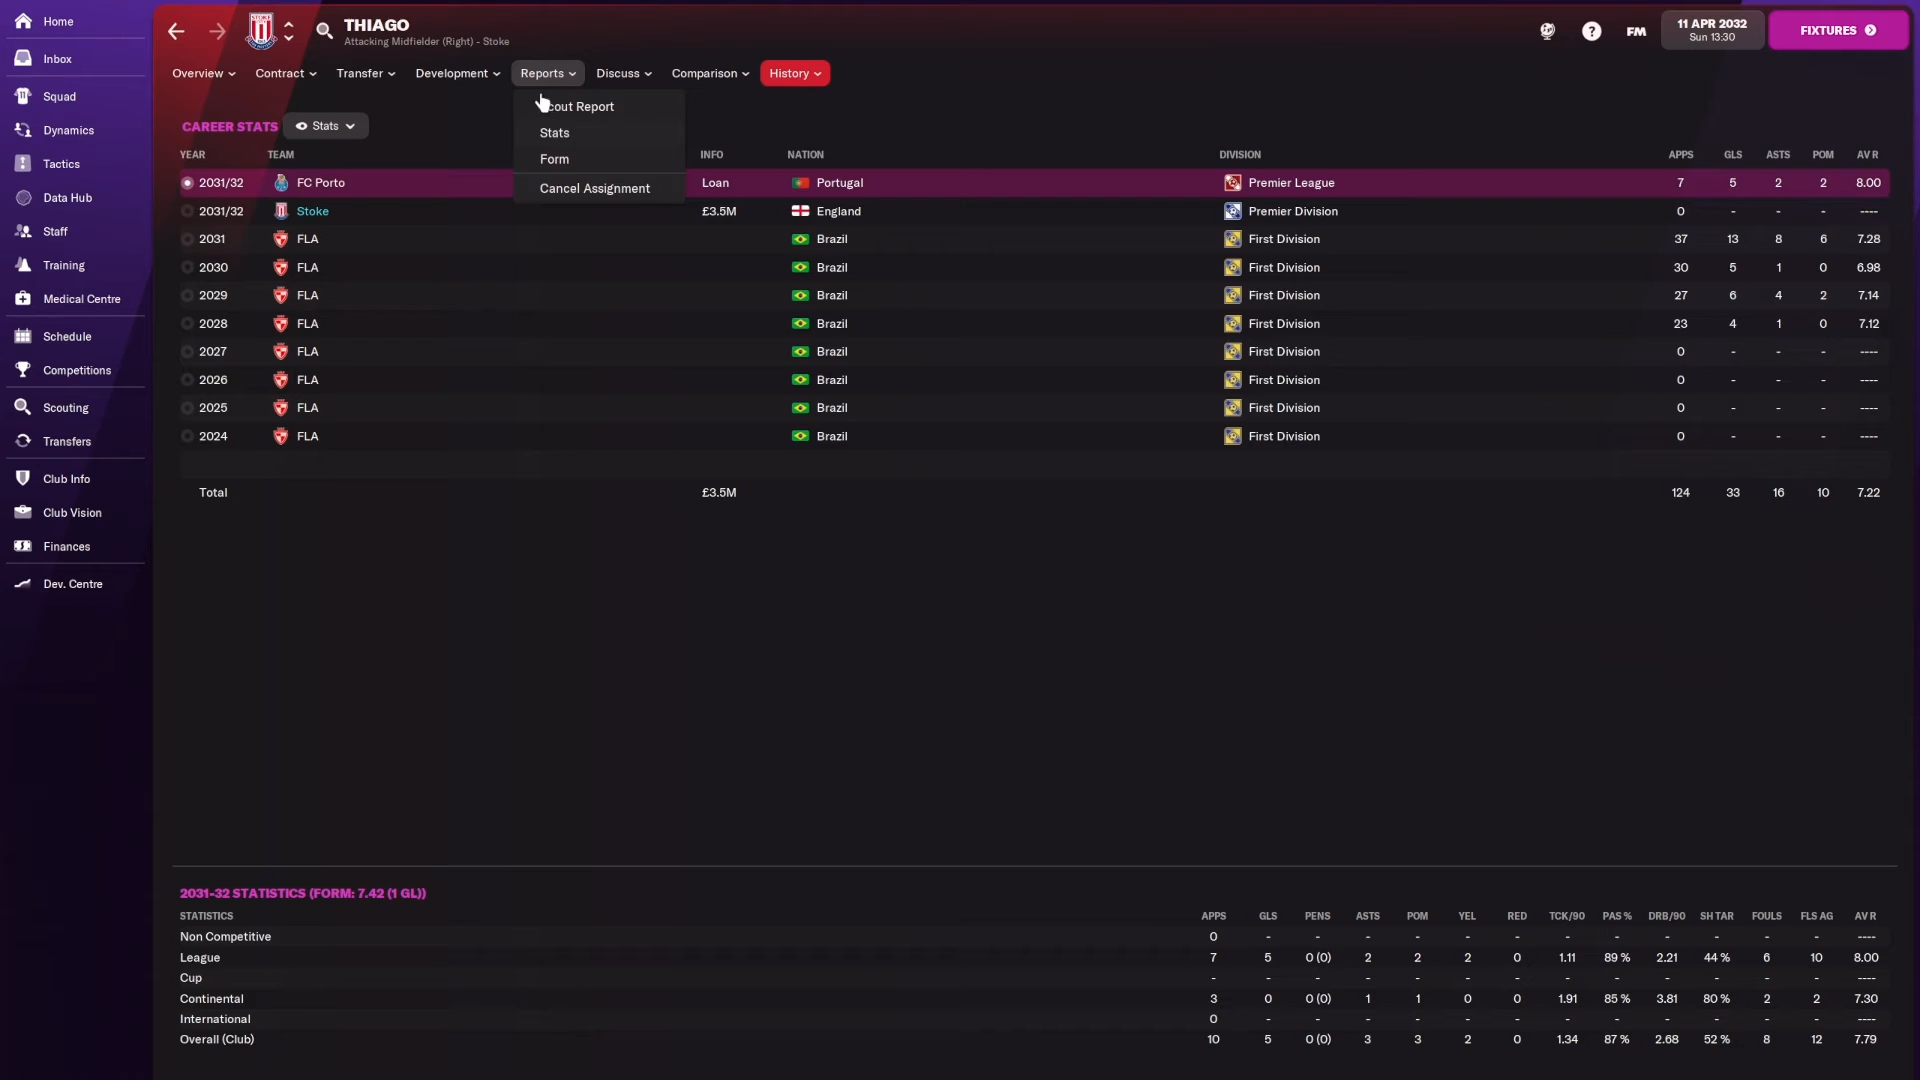 Home
Inbox
Squad
Dynamics
Tactics
Data Hub
Staff
Training
Medical Centre
Schedule
Competitions
Scouting
Transfers
Club Info
Club Vision
Finances
Dev. Centre
THIAGO
Attacking Midfielder (Right) - Stoke
FM
11 APR 2032
Sun 13:30
FIXTURES
Overview Contract Transfer Development Reports Discuss Comparison History
Scout Report
Stats
Form
Cancel Assignment
CAREER STATS Stats
YEAR TEAM INFO NATION DIVISION APPS GLS ASTS POM AV R
2031/32 FC Porto Loan Portugal Premier League 7 5 2 2 8.00
2031/32 Stoke £3.5M England Premier Division 0 - - - ----
2031 FLA Brazil First Division 37 13 8 6 7.28
2030 FLA Brazil First Division 30 5 1 0 6.98
2029 FLA Brazil First Division 27 6 4 2 7.14
2028 FLA Brazil First Division 23 4 1 0 7.12
2027 FLA Brazil First Division 0 - - - ----
2026 FLA Brazil First Division 0 - - - ----
2025 FLA Brazil First Division 0 - - - ----
2024 FLA Brazil First Division 0 - - - ----
Total £3.5M 124 33 16 10 7.22
2031-32 STATISTICS (FORM: 7.42 (1 GL))
STATISTICS APPS GLS PENS ASTS POM YEL RED TCK/90 PAS % DRB/90 SH TAR FOULS FLS AG AV R
Non Competitive 0 - - - - - - - - - - - - ----
League 7 5 0 (0) 2 2 2 0 1.11 89 % 2.21 44 % 6 10 8.00
Cup - - - - - - - - - - - - - ----
Continental 3 0 0 (0) 1 1 0 0 1.91 85 % 3.81 80 % 2 2 7.30
International 0 - - - - - - - - - - - - ----
Overall (Club) 10 5 0 (0) 3 3 2 0 1.34 87 % 2.68 52 % 8 12 7.79